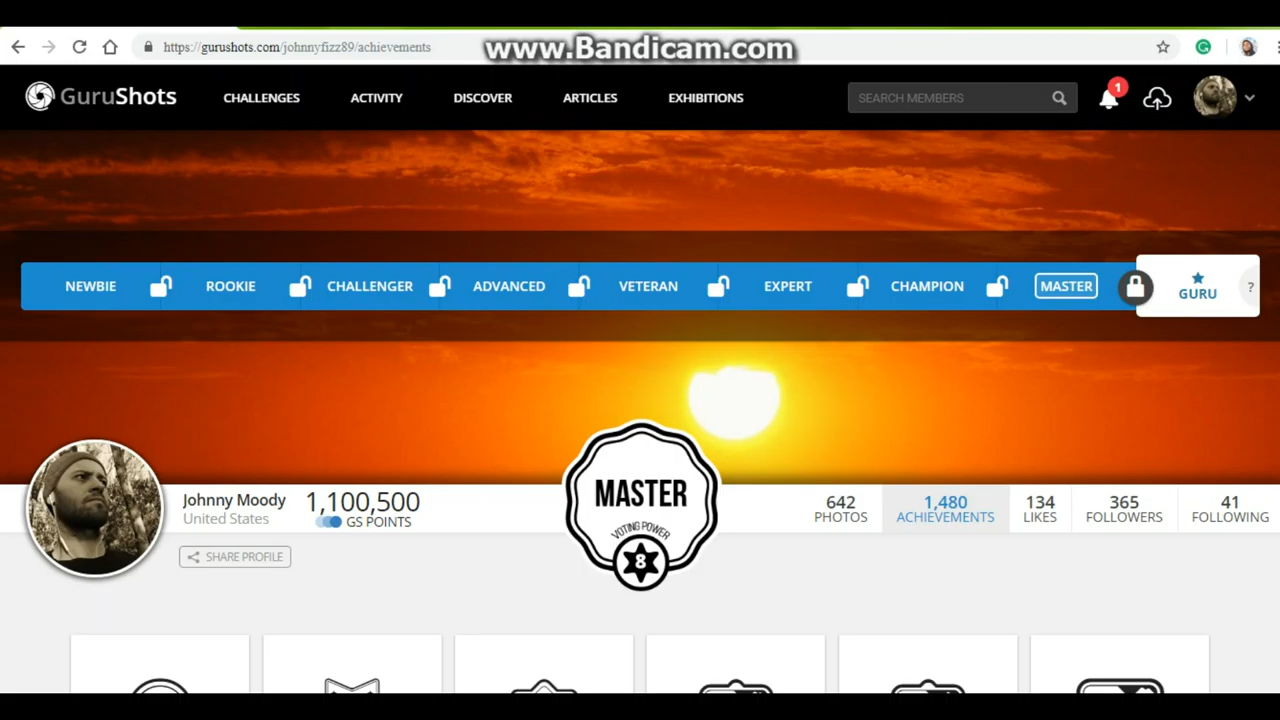 https://gurushots.com/johnnyfizz89/achievements
www.Bandicam.com
GuruShots CHALLENGES ACTIVITY DISCOVER ARTICLES EXHIBITIONS SEARCH MEMBERS 1
NEWBIE ROOKIE CHALLENGER ADVANCED VETERAN EXPERT CHAMPION MASTER GURU ?
Johnny Moody
United States
1,100,500
GS POINTS
SHARE PROFILE
MASTER
VOTING POWER
8
642
PHOTOS
1,480
ACHIEVEMENTS
134
LIKES
365
FOLLOWERS
41
FOLLOWING